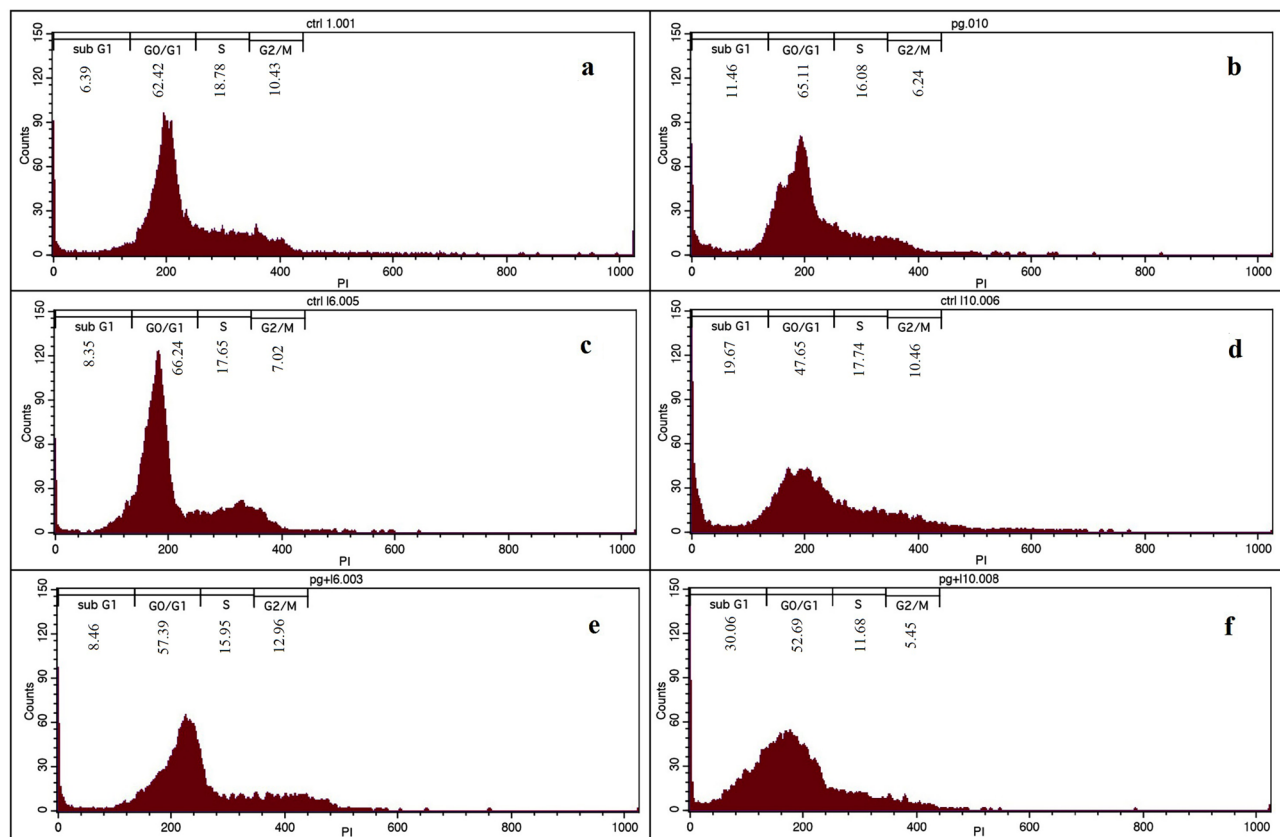 ctrl 1.001
150
120
90
60
30
0
Counts
sub G1 G0/G1 S G2/M
6.39 62.42 18.78 10.43
a
0 200 400 600 800 1000
PI
pg.010
150
120
90
60
30
0
Counts
sub G1 G0/G1 S G2/M
11.46 65.11 16.08 6.24
b
0 200 400 600 800 1000
PI
ctrl I6.005
150
120
90
60
30
0
Counts
sub G1 G0/G1 S G2/M
8.35 66.24 17.65 7.02
c
0 200 400 600 800 1000
PI
ctrl I10.006
150
120
90
60
30
0
Counts
sub G1 G0/G1 S G2/M
19.67 47.65 17.74 10.46
d
0 200 400 600 800 1000
PI
pg+I6.003
150
120
90
60
30
0
Counts
sub G1 G0/G1 S G2/M
8.46 57.39 15.95 12.96
e
0 200 400 600 800 1000
PI
pg+I10.008
150
120
90
60
30
0
Counts
sub G1 G0/G1 S G2/M
30.06 52.69 11.68 5.45
f
0 200 400 600 800 1000
PI